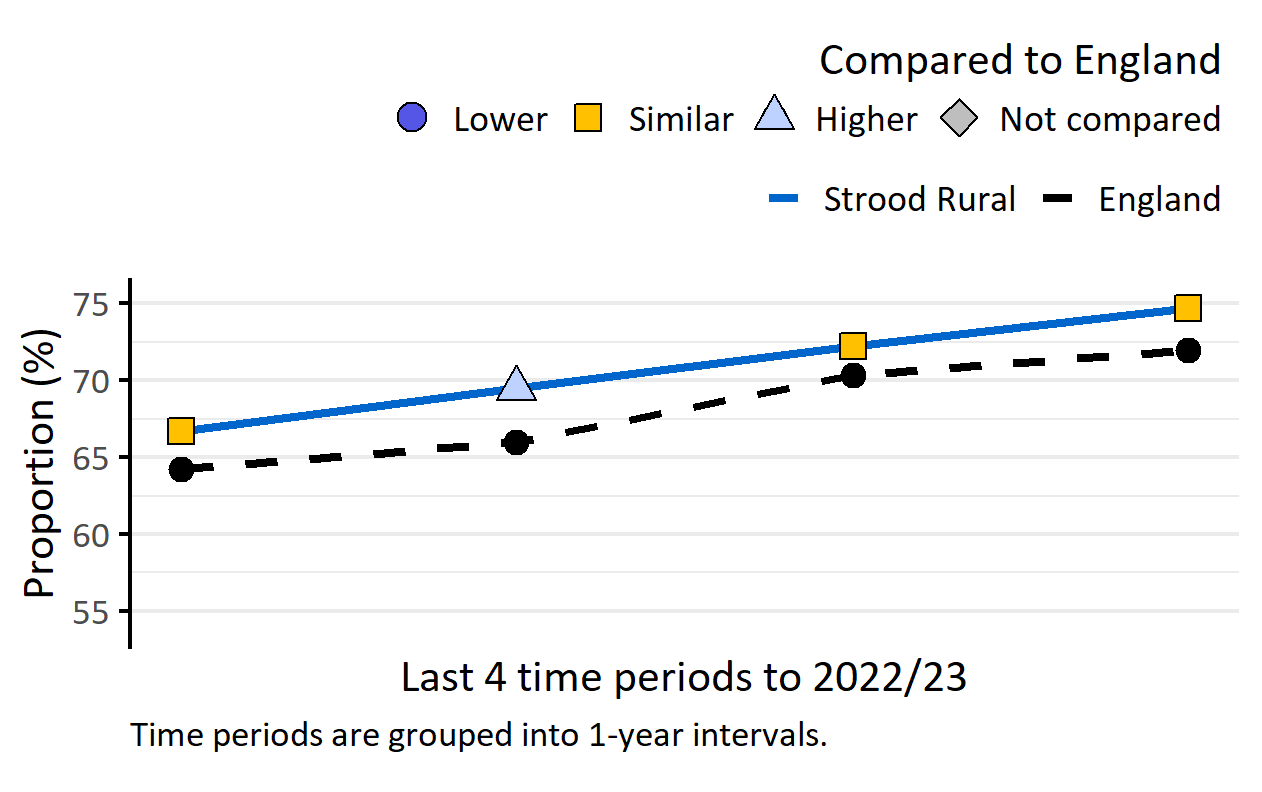 Compared to England
Lower Similar Higher Not compared
Strood Rural England
75
70
65
60
55
Proportion (%)
Last 4 time periods to 2022/23
Time periods are grouped into 1-year intervals.